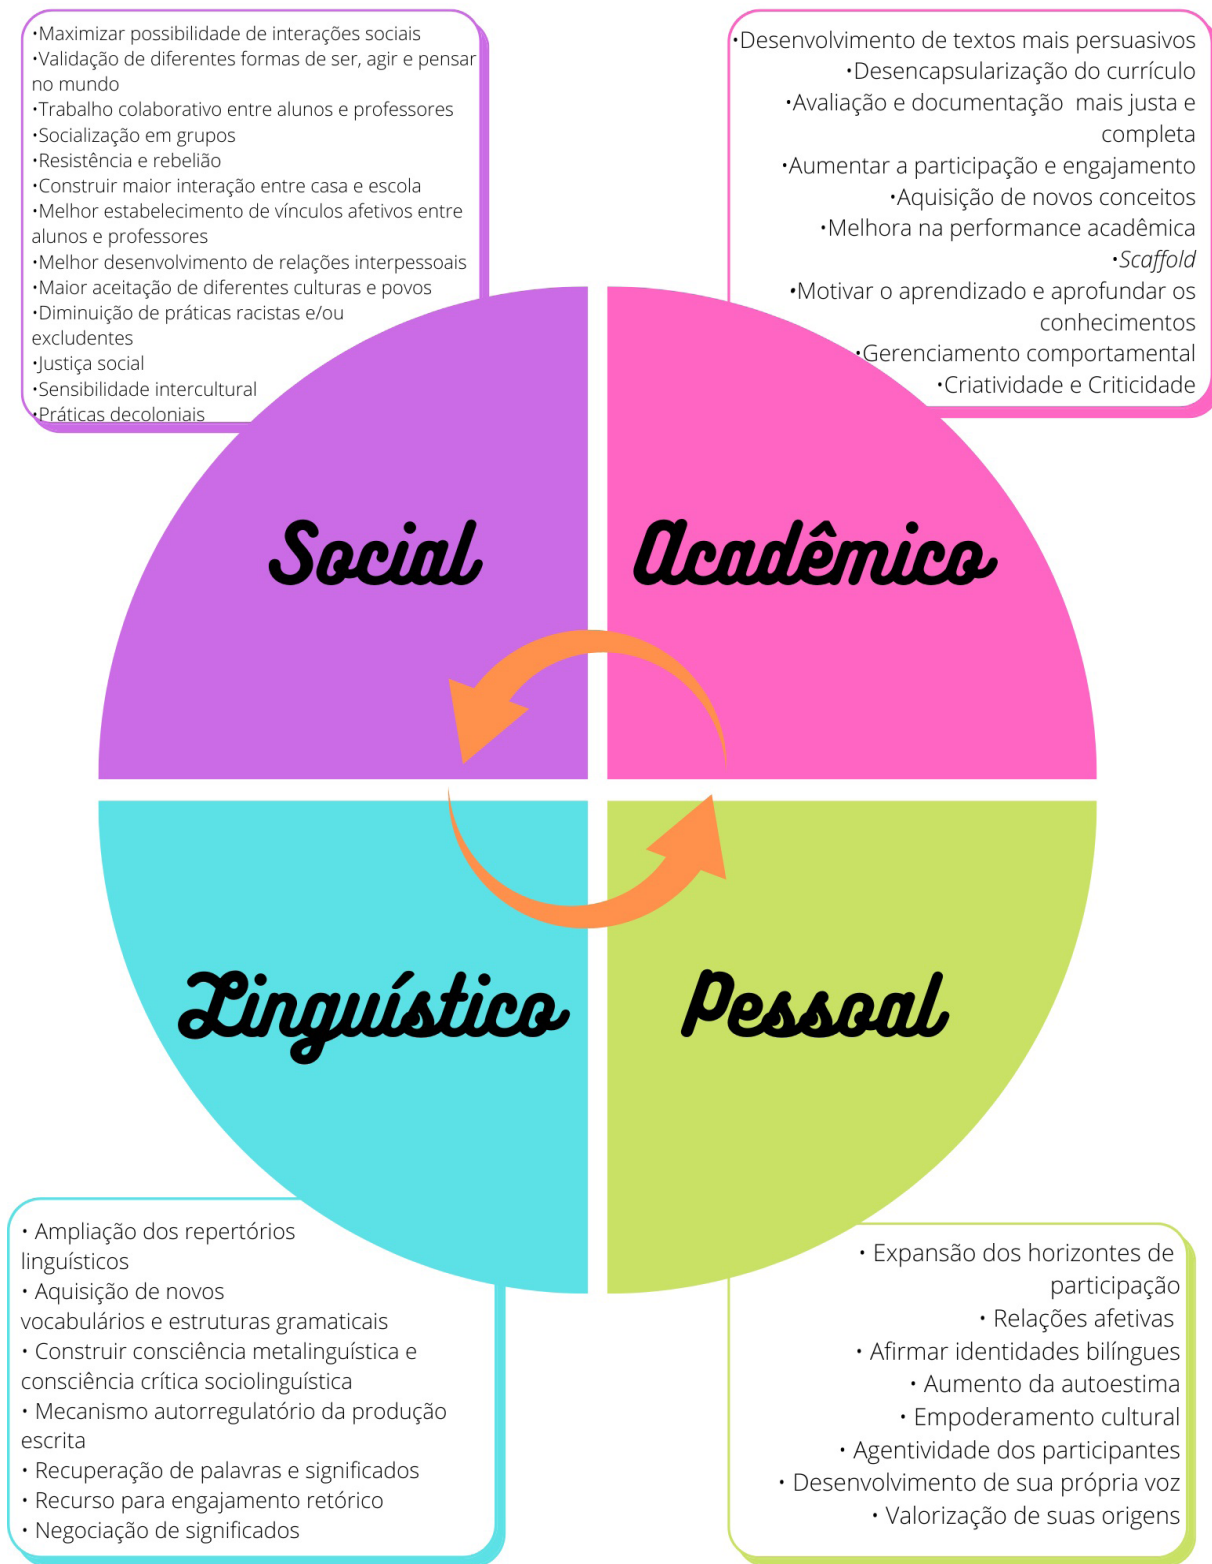 •Maximizar possibilidade de interações sociais
•Validação de diferentes formas de ser, agir e pensar
no mundo
•Trabalho colaborativo entre alunos e professores
•Socialização em grupos
•Resistência e rebelião
•Construir maior interação entre casa e escola
•Melhor estabelecimento de vínculos afetivos entre
alunos e professores
•Melhor desenvolvimento de relações interpessoais
•Maior aceitação de diferentes culturas e povos
•Diminuição de práticas racistas e/ou
excludentes
•Justiça social
•Sensibilidade intercultural
•Práticas decoloniais
•Desenvolvimento de textos mais persuasivos
•Desencapsularização do currículo
•Avaliação e documentação mais justa e
completa
•Aumentar a participação e engajamento
•Aquisição de novos conceitos
•Melhora na performance acadêmica
•Scaffold
•Motivar o aprendizado e aprofundar os
conhecimentos
•Gerenciamento comportamental
•Criatividade e Criticidade
Social
Acadêmico
Linguístico
Pessoal
• Ampliação dos repertórios
linguísticos
• Aquisição de novos
vocabulários e estruturas gramaticais
• Construir consciência metalinguística e
consciência crítica sociolinguística
• Mecanismo autorregulatório da produção
escrita
• Recuperação de palavras e significados
• Recurso para engajamento retórico
• Negociação de significados
• Expansão dos horizontes de
participação
• Relações afetivas
• Afirmar identidades bilíngues
• Aumento da autoestima
• Empoderamento cultural
• Agentividade dos participantes
• Desenvolvimento de sua própria voz
• Valorização de suas origens